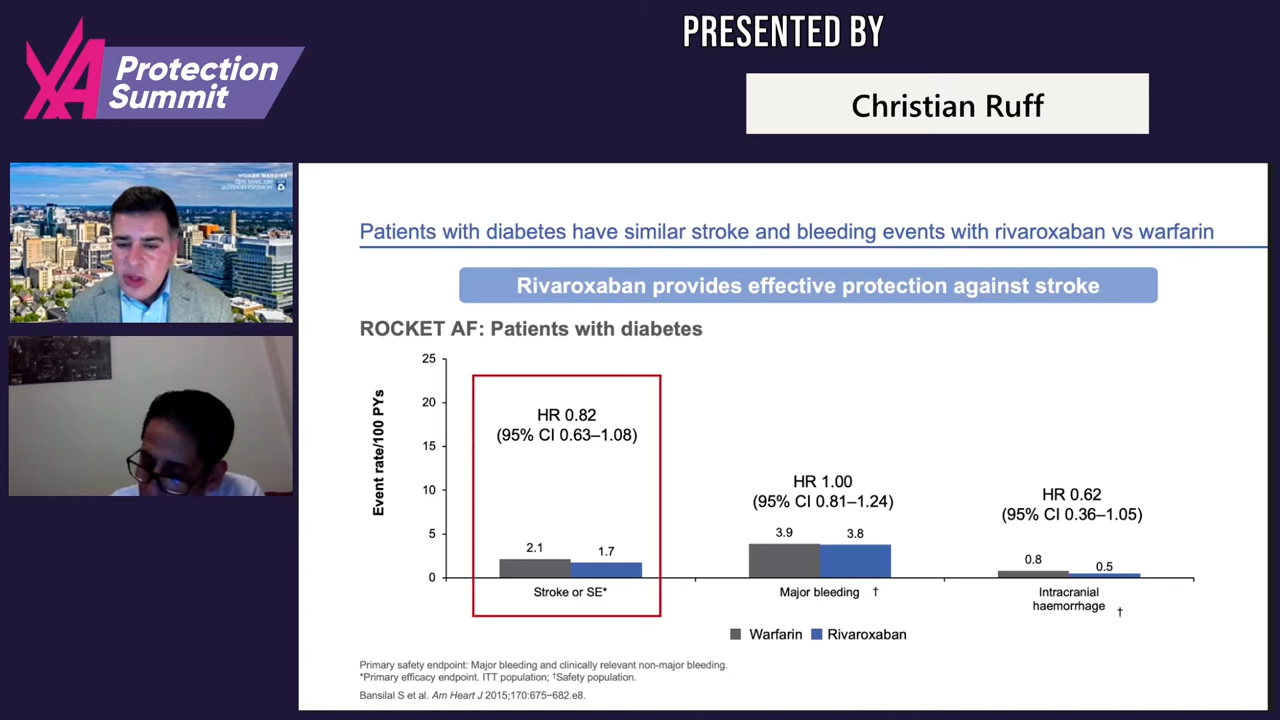 PRESENTED BY
XA
Protection
Summit
Christian Ruff
Patients with diabetes have similar stroke and bleeding events with rivaroxaban vs warfarin
Rivaroxaban provides effective protection against stroke
ROCKET AF: Patients with diabetes
Event rate/100 PYs
25
20
15
10
5
0
HR 0.82
(95% CI 0.63–1.08)
2.1
1.7
Stroke or SE*
HR 1.00
(95% CI 0.81–1.24)
3.9
3.8
Major bleeding †
HR 0.62
(95% CI 0.36–1.05)
0.8
0.5
Intracranial
haemorrhage †
Warfarin Rivaroxaban
Primary safety endpoint: Major bleeding and clinically relevant non-major bleeding.
*Primary efficacy endpoint. ITT population; †Safety population.
Bansilal S et al. Am Heart J 2015;170:675−682.e8.